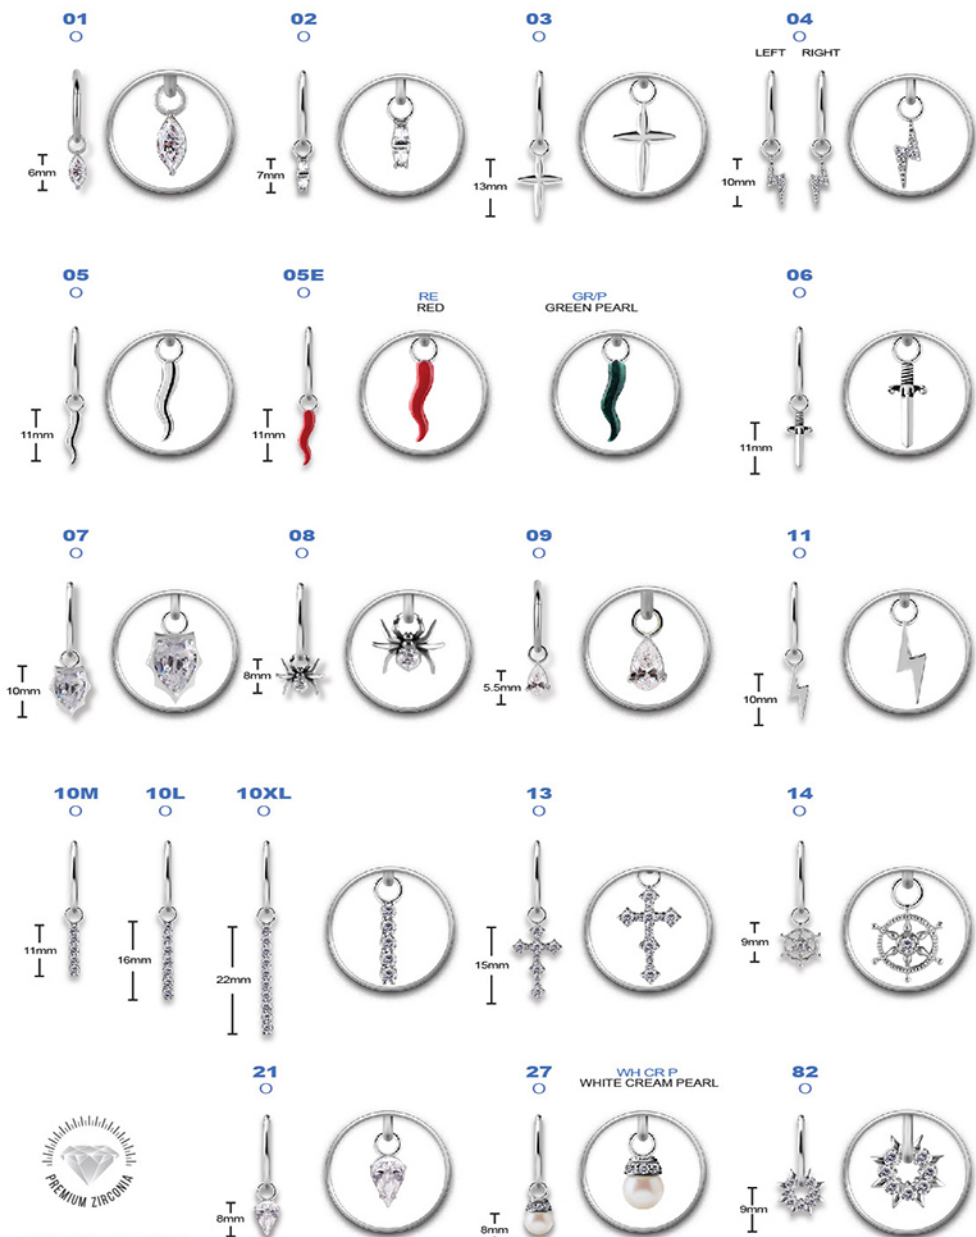 01
02
03
04
LEFT RIGHT
6mm
7mm
13mm
10mm
05
05E
RE
RED
GR/P
GREEN PEARL
06
11mm
11mm
11mm
07
08
09
11
10mm
8mm
5.5mm
10mm
10M
10L
10XL
13
14
11mm
16mm
22mm
15mm
9mm
21
27
WH CR P
WHITE CREAM PEARL
82
PREMIUM ZIRCONIA
8mm
8mm
9mm